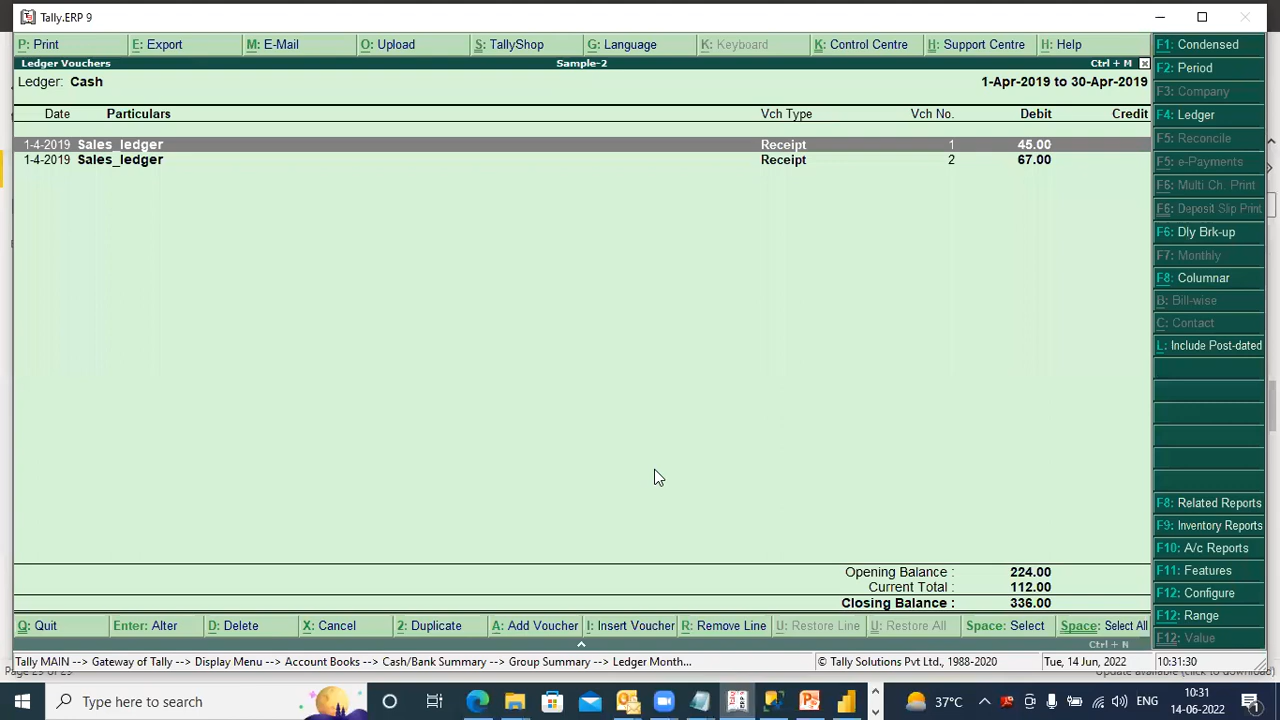 Tally.ERP 9
P: Print E: Export M: E-Mail O: Upload S: TallyShop G: Language K: Keyboard K: Control Centre H: Support Centre H: Help
Ledger Vouchers Sample-2 Ctrl + M
Ledger: Cash 1-Apr-2019 to 30-Apr-2019
Date Particulars Vch Type Vch No. Debit Credit
1-4-2019 Sales_ledger Receipt 1 45.00
1-4-2019 Sales_ledger Receipt 2 67.00
Opening Balance : 224.00
Current Total : 112.00
Closing Balance : 336.00
F1: Condensed
F2: Period
F3: Company
F4: Ledger
F5: Reconcile
F5: e-Payments
F6: Multi Ch. Print
F6: Deposit Slip Print
F6: Dly Brk-up
F7: Monthly
F8: Columnar
B: Bill-wise
C: Contact
L: Include Post-dated
F8: Related Reports
F9: Inventory Reports
F10: A/c Reports
F11: Features
F12: Configure
F12: Range
F12: Value
Q: Quit Enter: Alter D: Delete X: Cancel 2: Duplicate A: Add Voucher I: Insert Voucher R: Remove Line U: Restore Line U: Restore All Space: Select Space: Select All
Ctrl + N
Tally MAIN --> Gateway of Tally --> Display Menu --> Account Books --> Cash/Bank Summary --> Group Summary --> Ledger Month... © Tally Solutions Pvt Ltd., 1988-2020 Tue, 14 Jun, 2022 10:31:30
Type here to search 37°C ENG 10:31
14-06-2022